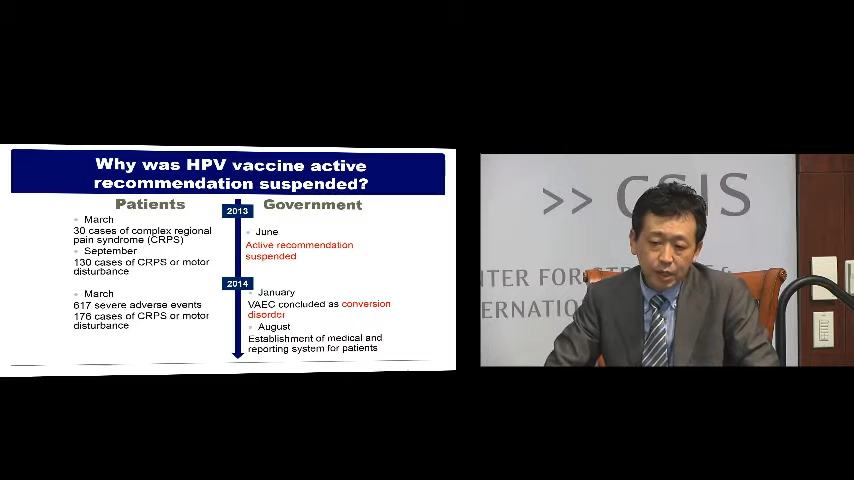 Why was HPV vaccine active
recommendation suspended?
Patients
Government
2013
March
30 cases of complex regional
pain syndrome (CRPS)
September
130 cases of CRPS or motor
disturbance
June
Active recommendation
suspended
2014
March
617 severe adverse events
176 cases of CRPS or motor
disturbance
January
VAEC concluded as conversion
disorder
August
Establishment of medical and
reporting system for patients
>> CSIS
NTER FOR ST
ERNATION